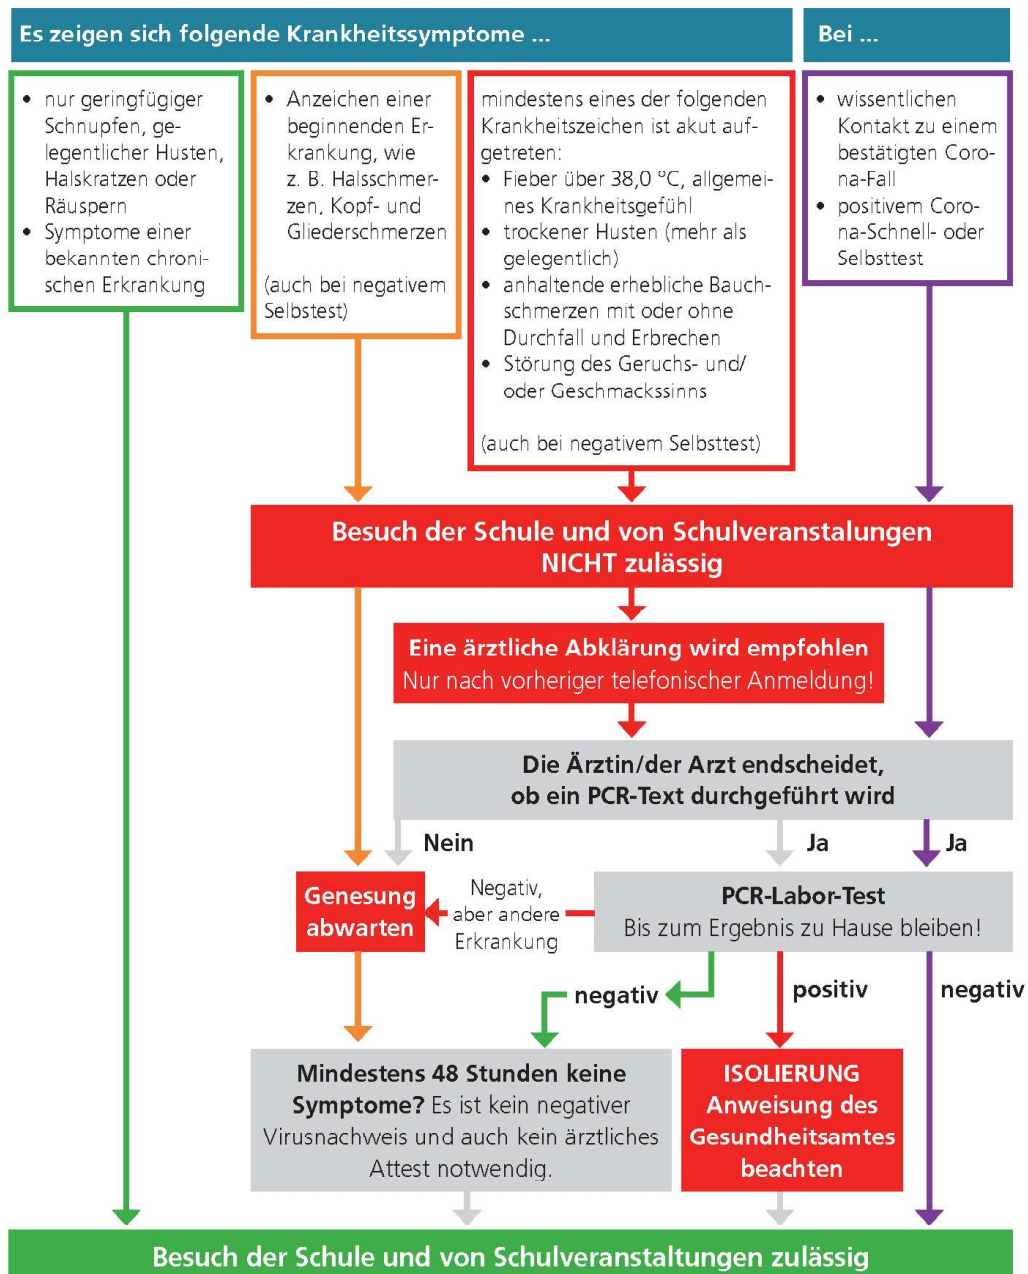 Es zeigen sich folgende Krankheitssymptome ...
Bei ...
• nur geringfügiger
Schnupfen, ge-
legentlicher Husten,
Halskratzen oder
Räuspern
• Symptome einer
bekannten chroni-
schen Erkrankung
• Anzeichen einer
beginnenden Er-
krankung, wie
z. B. Halsschmer-
zen, Kopf- und
Gliederschmerzen
(auch bei negativem
Selbstest)
mindestens eines der folgenden
Krankheitszeichen ist akut auf-
getreten:
• Fieber über 38,0 ºC, allgemei-
nes Krankheitsgefühl
• trockener Husten (mehr als
gelegentlich)
• anhaltende erhebliche Bauch-
schmerzen mit oder ohne
Durchfall und Erbrechen
• Störung des Geruchs- und/
oder Geschmackssinns
(auch bei negativem Selbsttest)
• wissentlichen
Kontakt zu einem
bestätigten Coro-
na-Fall
• positivem Coro-
na-Schnell- oder
Selbsttest
Besuch der Schule und von Schulveranstalungen
NICHT zulässig
Eine ärztliche Abklärung wird empfohlen
Nur nach vorheriger telefonischer Anmeldung!
Die Ärztin/der Arzt endscheidet,
ob ein PCR-Text durchgeführt wird
Nein
Ja
Ja
Genesung
abwarten
Negativ,
aber andere
Erkrankung
PCR-Labor-Test
Bis zum Ergebnis zu Hause bleiben!
negativ
positiv
negativ
Mindestens 48 Stunden keine
Symptome? Es ist kein negativer
Virusnachweis und auch kein ärztliches
Attest notwendig.
ISOLIERUNG
Anweisung des
Gesundheitsamtes
beachten
Besuch der Schule und von Schulveranstaltungen zulässig